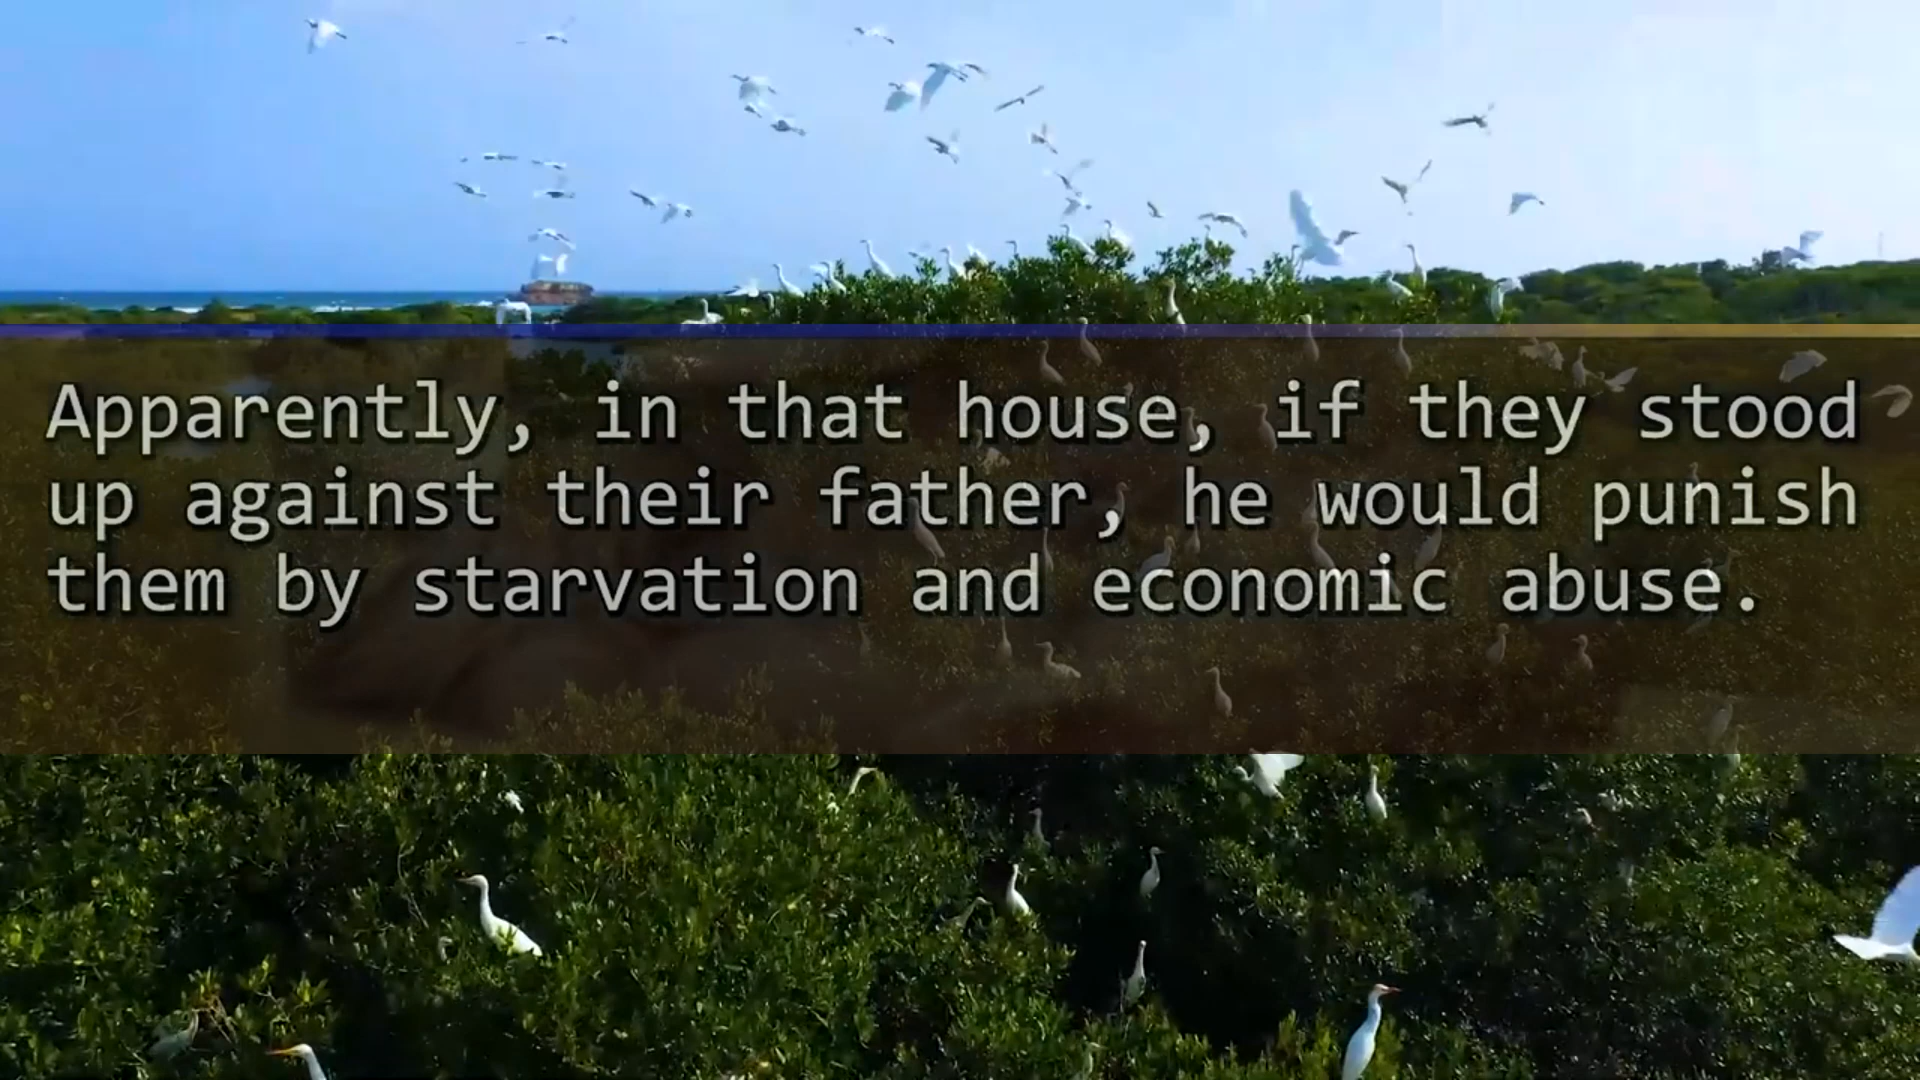 Apparently, in that house, if they stood
up against their father, he would punish
them by starvation and economic abuse.